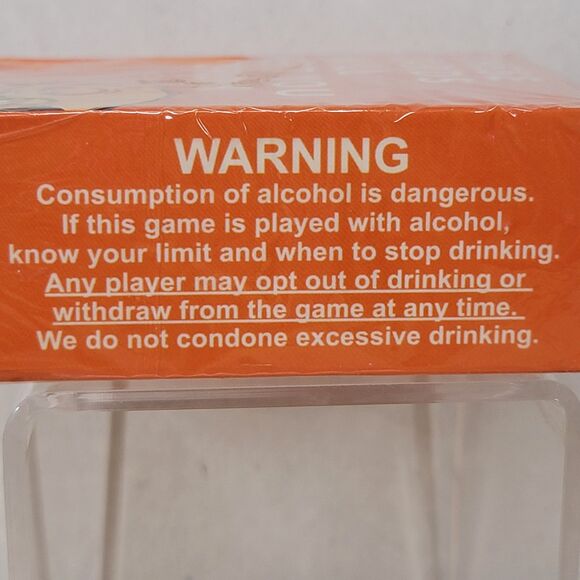 WARNING
Consumption of alcohol is dangerous.
If this game is played with alcohol,
know your limit and when to stop drinking.
Any player may opt out of drinking or
withdraw from the game at any time.
We do not condone excessive drinking.